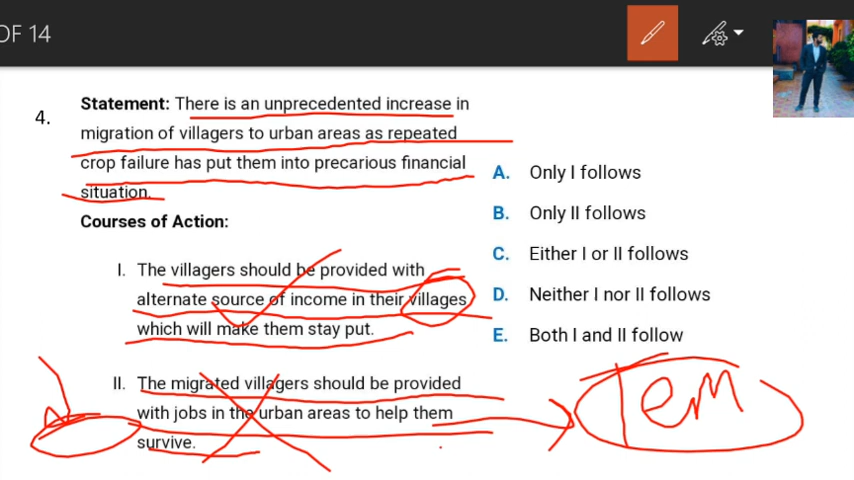 OF 14
4.
Statement: There is an unprecedented increase in
migration of villagers to urban areas as repeated
crop failure has put them into precarious financial
situation.
Courses of Action:
I. The villagers should be provided with
alternate source of income in their villages
which will make them stay put.
II. The migrated villagers should be provided
with jobs in the urban areas to help them
survive.
A. Only I follows
B. Only II follows
C. Either I or II follows
D. Neither I nor II follows
E. Both I and II follow
Tem